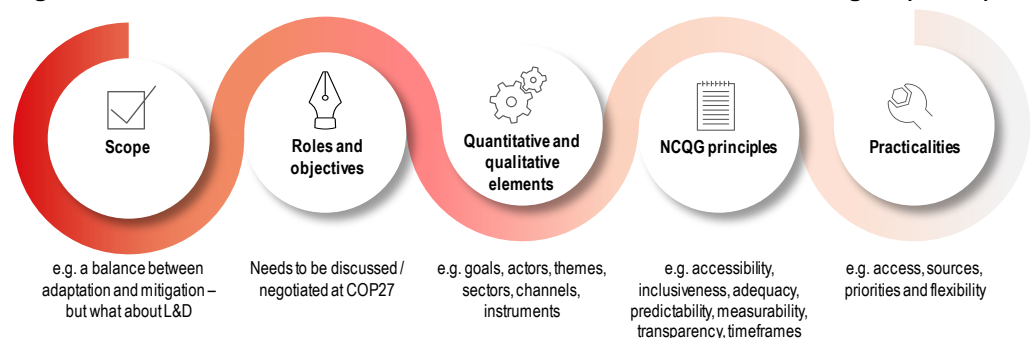 Scope
Roles and
objectives
Quantitative and
qualitative
elements
NCQG principles
Practicalities
e.g. a balance between
adaptation and mitigation –
but what about L&D
Needs to be discussed /
negotiated at COP27
e.g. goals, actors, themes,
sectors, channels,
instruments
e.g. accessibility,
inclusiveness, adequacy,
predictability, measurability,
transparency, timeframes
e.g. access, sources,
priorities and flexibility